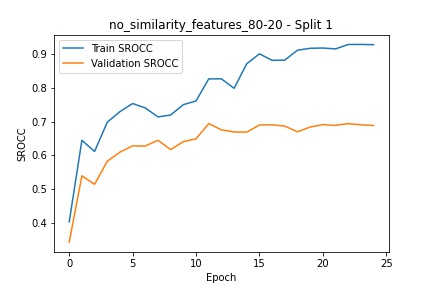 no_similarity_features_80-20 - Split 1
Train SROCC
Validation SROCC
SROCC
0.9
0.8
0.7
0.6
0.5
0.4
0 5 10 15 20 25
Epoch